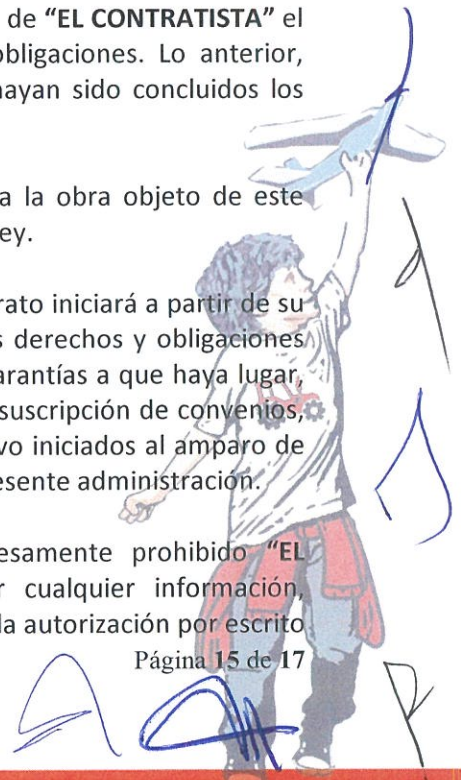 de "EL CONTRATISTA" el
obligaciones. Lo anterior,
hayan sido concluidos los
a la obra objeto de este
ey.
rato iniciará a partir de su
s derechos y obligaciones
arantías a que haya lugar,
suscripción de convenios,
vo iniciados al amparo de
esente administración.
esamente prohibido "EL
r cualquier información,
la autorización por escrito
Página 15 de 17